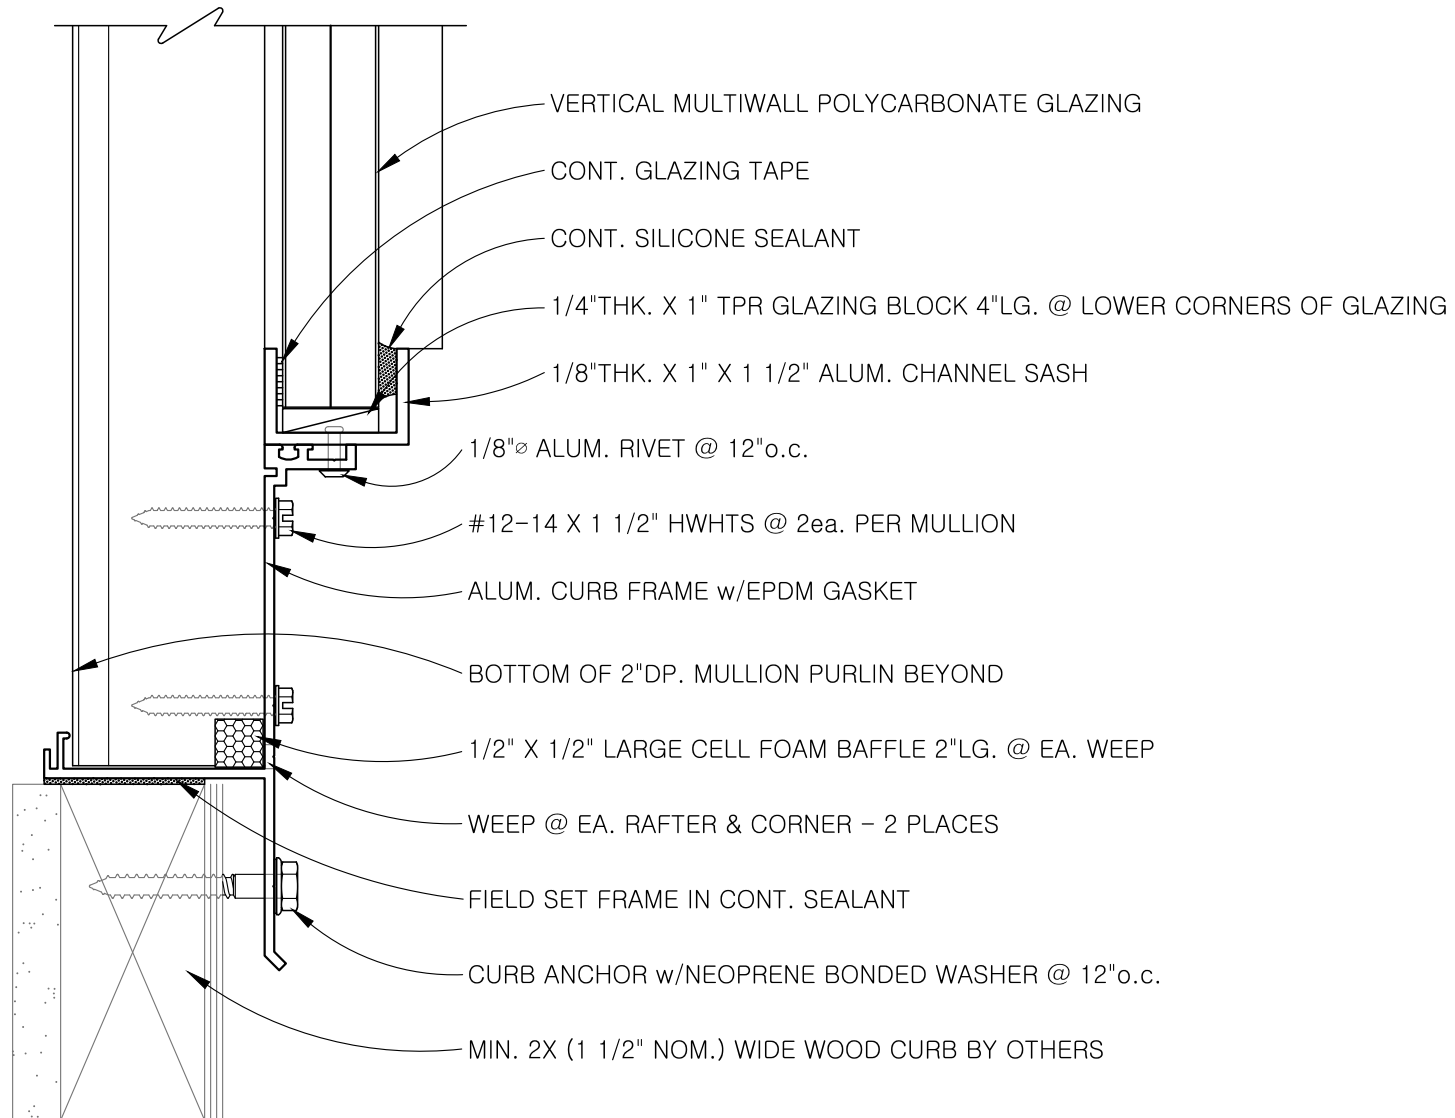 VERTICAL MULTIWALL POLYCARBONATE GLAZING
CONT. GLAZING TAPE
CONT. SILICONE SEALANT
1/4"THK. X 1" TPR GLAZING BLOCK 4"LG. @ LOWER CORNERS OF GLAZING
1/8"THK. X 1" X 1 1/2" ALUM. CHANNEL SASH
1/8"⌀ ALUM. RIVET @ 12"o.c.
#12-14 X 1 1/2" HWHTS @ 2ea. PER MULLION
ALUM. CURB FRAME w/EPDM GASKET
BOTTOM OF 2"DP. MULLION PURLIN BEYOND
1/2" X 1/2" LARGE CELL FOAM BAFFLE 2"LG. @ EA. WEEP
WEEP @ EA. RAFTER & CORNER - 2 PLACES
FIELD SET FRAME IN CONT. SEALANT
CURB ANCHOR w/NEOPRENE BONDED WASHER @ 12"o.c.
MIN. 2X (1 1/2" NOM.) WIDE WOOD CURB BY OTHERS